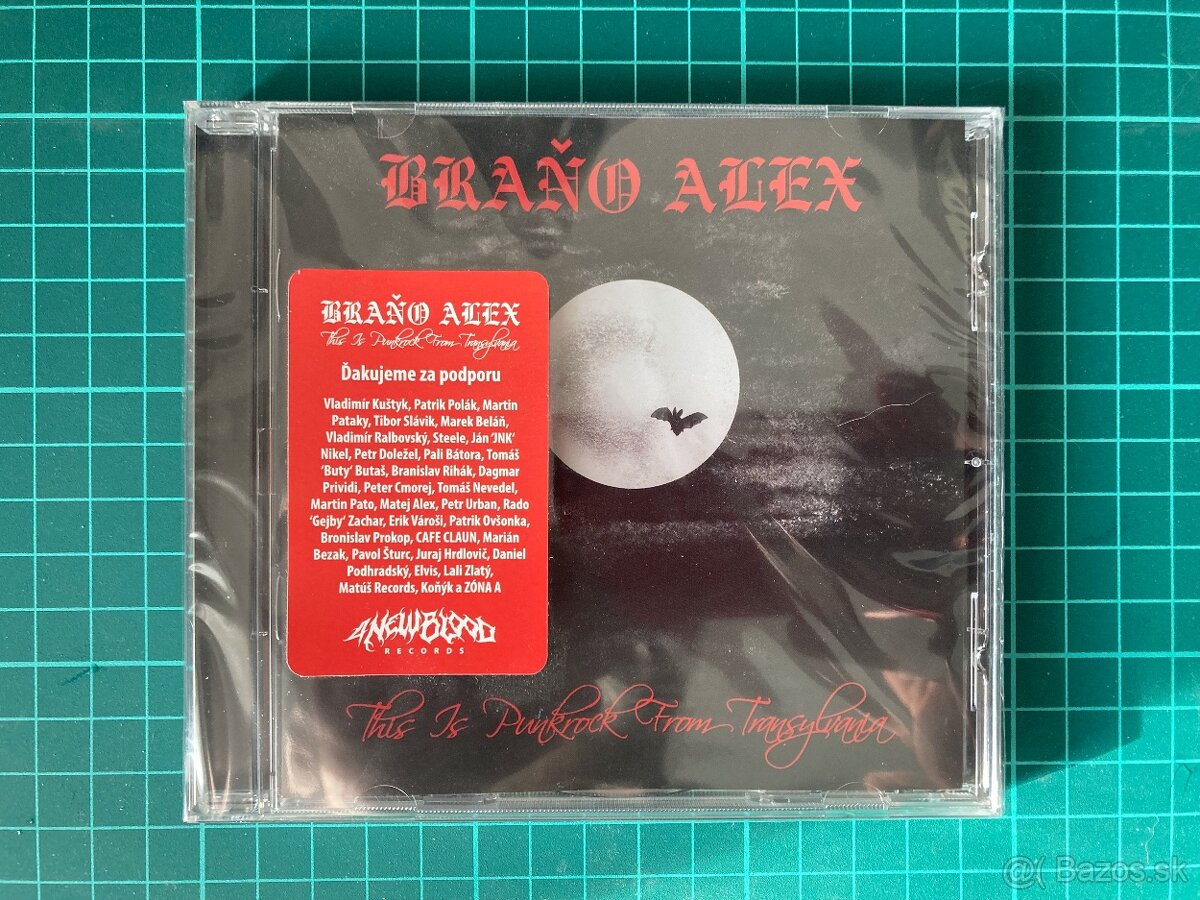 BRAŇO ALEX
BRAŇO ALEX
This Is Punkrock From Transylvania
Ďakujeme za podporu
Vladimír Kuštyk, Patrik Polák, Martin
Pataky, Tibor Slávik, Marek Beláň,
Vladimír Ralbovský, Steele, Ján 'JNK'
Nikel, Petr Doležel, Pali Bátora, Tomáš
'Buty' Butaš, Branislav Rihák, Dagmar
Prividi, Peter Cmorej, Tomáš Nevedel,
Martin Pato, Matej Alex, Petr Urban, Rado
'Gejby' Zachar, Erik Vároši, Patrik Ovšonka,
Bronislav Prokop, CAFE CLAUN, Marián
Bezak, Pavol Šturc, Juraj Hrdlovič, Daniel
Podhradský, Elvis, Lali Zlatý,
Matúš Records, Koňýk a ZÓNA A
ANEWBLOOD
RECORDS
This Is Punkrock From Transylvania
Bazos.sk